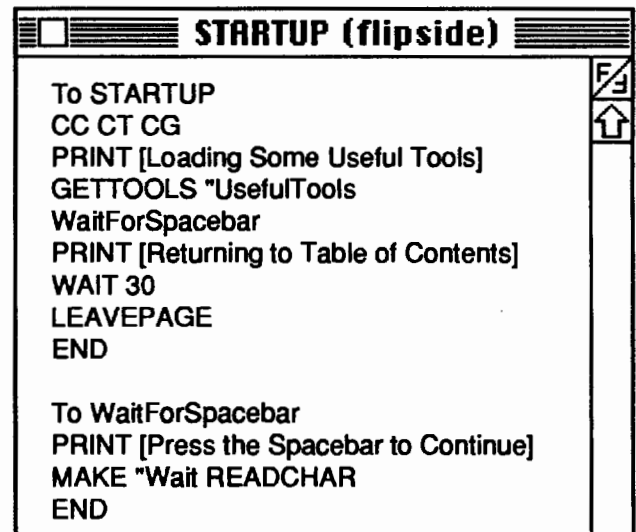 STARTUP (flipside)
To STARTUP
CC CT CG
PRINT [Loading Some Useful Tools]
GETTOOLS "UsefulTools
WaitForSpacebar
PRINT [Returning to Table of Contents]
WAIT 30
LEAVEPAGE
END
To WaitForSpacebar
PRINT [Press the Spacebar to Continue]
MAKE "Wait READCHAR
END